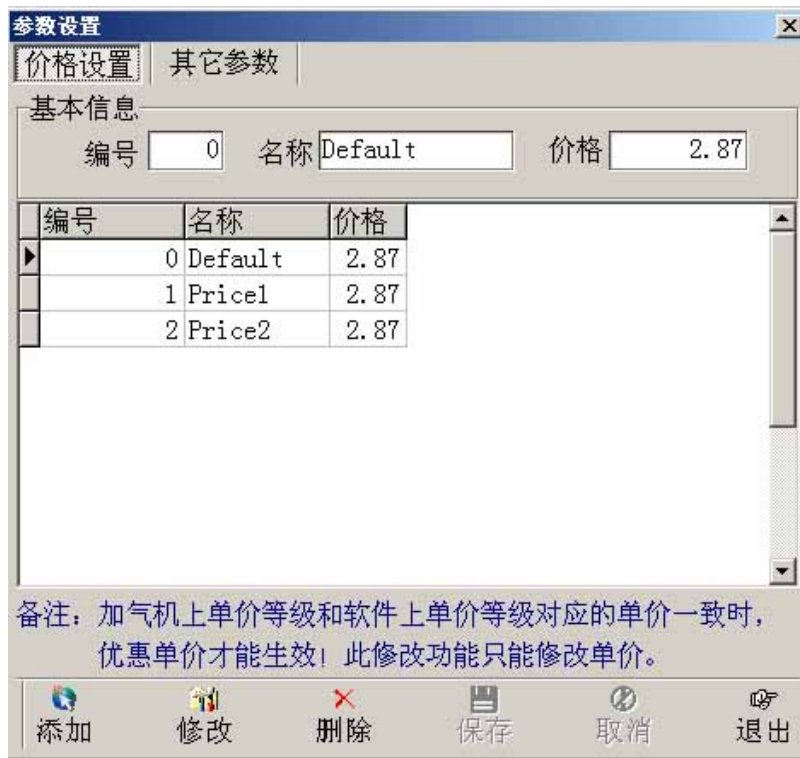 参数设置
价格设置 其它参数
基本信息
编号 0 名称 Default 价格 2.87
编号 名称 价格
0 Default 2.87
1 Price1 2.87
2 Price2 2.87
备注：加气机上单价等级和软件上单价等级对应的单价一致时，
优惠单价才能生效！此修改功能只能修改单价。
添加 修改 删除 保存 取消 退出